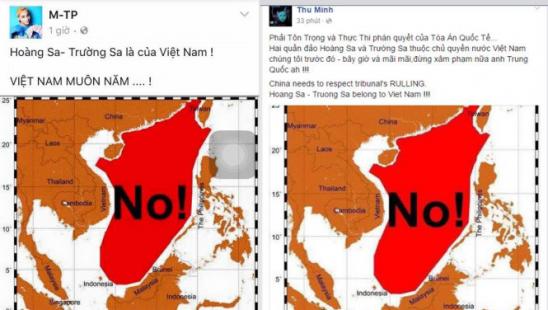 M-TP
1 giờ ·
Hoàng Sa- Trường Sa là của Việt Nam !
VIỆT NAM MUÔN NĂM .... !
25
20
15
10
5
0
Myanmar
China
Taiwan
Laos
Thailand
Cambodia
Vietnam
No!
The Philippines
Malaysia
Brunei
Malaysia
Indonesia
Singapore
Indonesia
Thu Minh
33 phút ·
Phải Tôn Trọng và Thực Thi phán quyết của Tòa Án Quốc Tế...
Hai quần đảo Hoàng Sa và Trường Sa thuộc chủ quyền nước Việt Nam
chúng tôi trước đó - bây giờ và mãi mãi,đừng xâm phạm nữa anh Trung
Quốc ah !!!
China needs to respect tribunal's RULLING.
Hoang Sa - Truong Sa belong to Viet Nam !!!
25
20
15
10
5
0
Myanmar
China
Taiwan
Laos
Thailand
Cambodia
Vietnam
No!
The Philippines
Malaysia
Brunei
Malaysia
Indonesia
Singapore
Indonesia